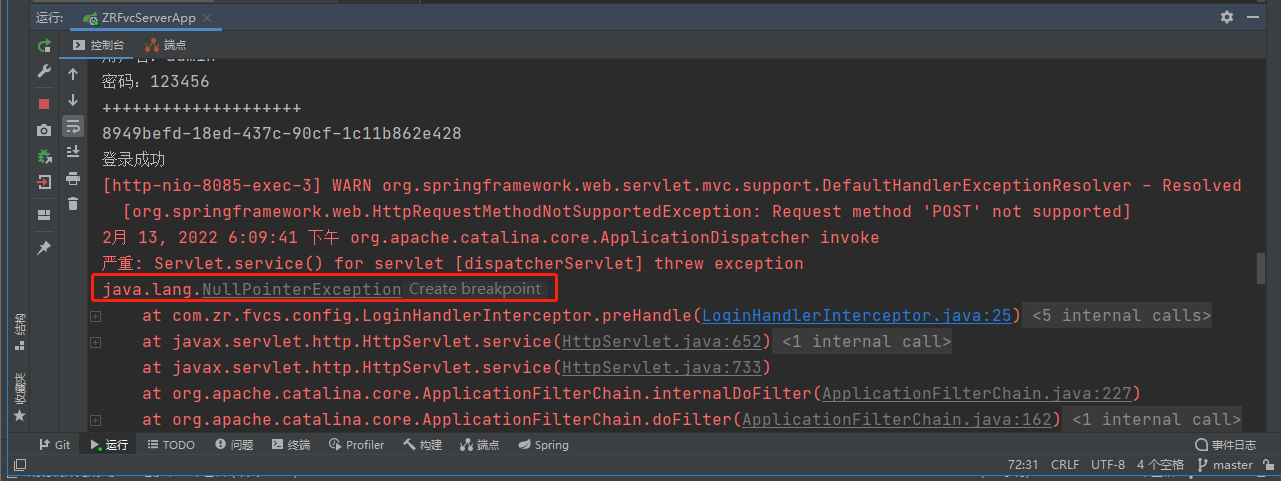 运行: ZRFvcServerApp
控制台 端点
密码: 123456
++++++++++++++++++++
8949befd-18ed-437c-90cf-1c11b862e428
登录成功
[http-nio-8085-exec-3] WARN org.springframework.web.servlet.mvc.support.DefaultHandlerExceptionResolver - Resolved
[org.springframework.web.HttpRequestMethodNotSupportedException: Request method 'POST' not supported]
2月 13, 2022 6:09:41 下午 org.apache.catalina.core.ApplicationDispatcher invoke
严重: Servlet.service() for servlet [dispatcherServlet] threw exception
java.lang.NullPointerException Create breakpoint
at com.zr.fvcs.config.LoginHandlerInterceptor.preHandle(LoginHandlerInterceptor.java:25) <5 internal calls>
at javax.servlet.http.HttpServlet.service(HttpServlet.java:652) <1 internal call>
at javax.servlet.http.HttpServlet.service(HttpServlet.java:733)
at org.apache.catalina.core.ApplicationFilterChain.internalDoFilter(ApplicationFilterChain.java:227)
at org.apache.catalina.core.ApplicationFilterChain.doFilter(ApplicationFilterChain.java:162) <1 internal call>
结构
收藏夹
Git 运行 TODO 问题 终端 Profiler 构建 端点 Spring 事件日志
72:31 CRLF UTF-8 4 个空格 master